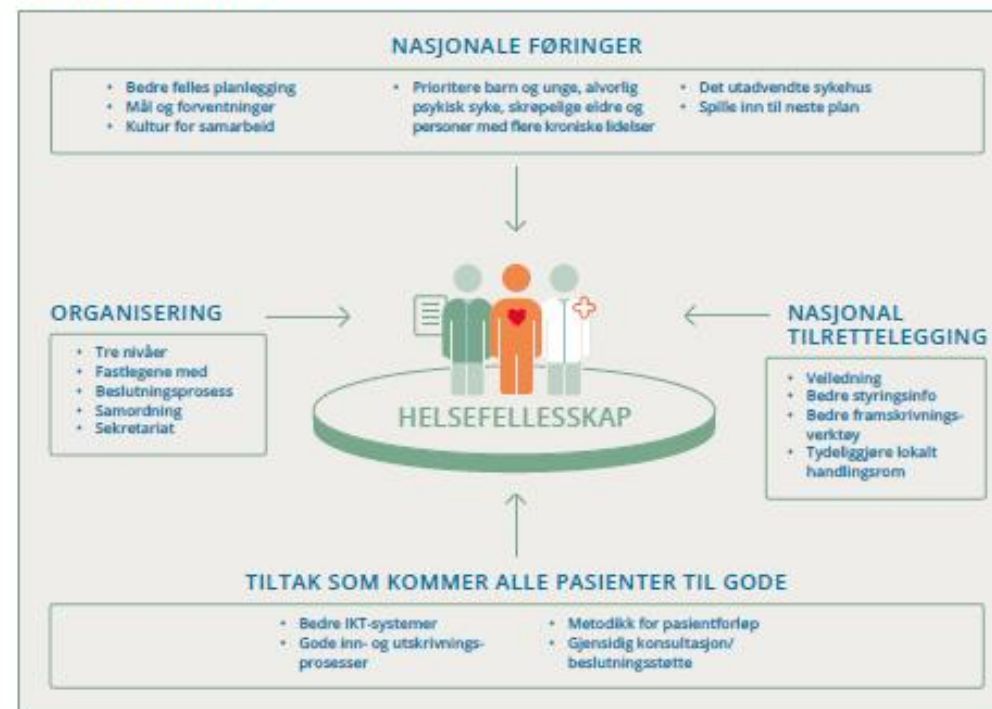 NASJONALE FØRINGER
• Bedre felles planlegging
• Mål og forventninger
• Kultur for samarbeid
• Prioritere barn og unge, alvorlig
psykisk syke, skrøpelige eldre og
personer med flere kroniske lidelser
• Det utadvendte sykehus
• Spille inn til neste plan
ORGANISERING
• Tre nivåer
• Fastlegene med
• Beslutningsprosess
• Samordning
• Sekretariat
HELSEFELLESSKAP
NASJONAL
TILRETTELEGGING
• Veiledning
• Bedre styringsinfo
• Bedre framskrivnings-
verktøy
• Tydeliggjøre lokalt
handlingsrom
TILTAK SOM KOMMER ALLE PASIENTER TIL GODE
• Bedre IKT-systemer
• Gode inn- og utskrivnings-
prosesser
• Metodikk for pasientforløp
• Gjensidig konsultasjon/
beslutningsstøtte